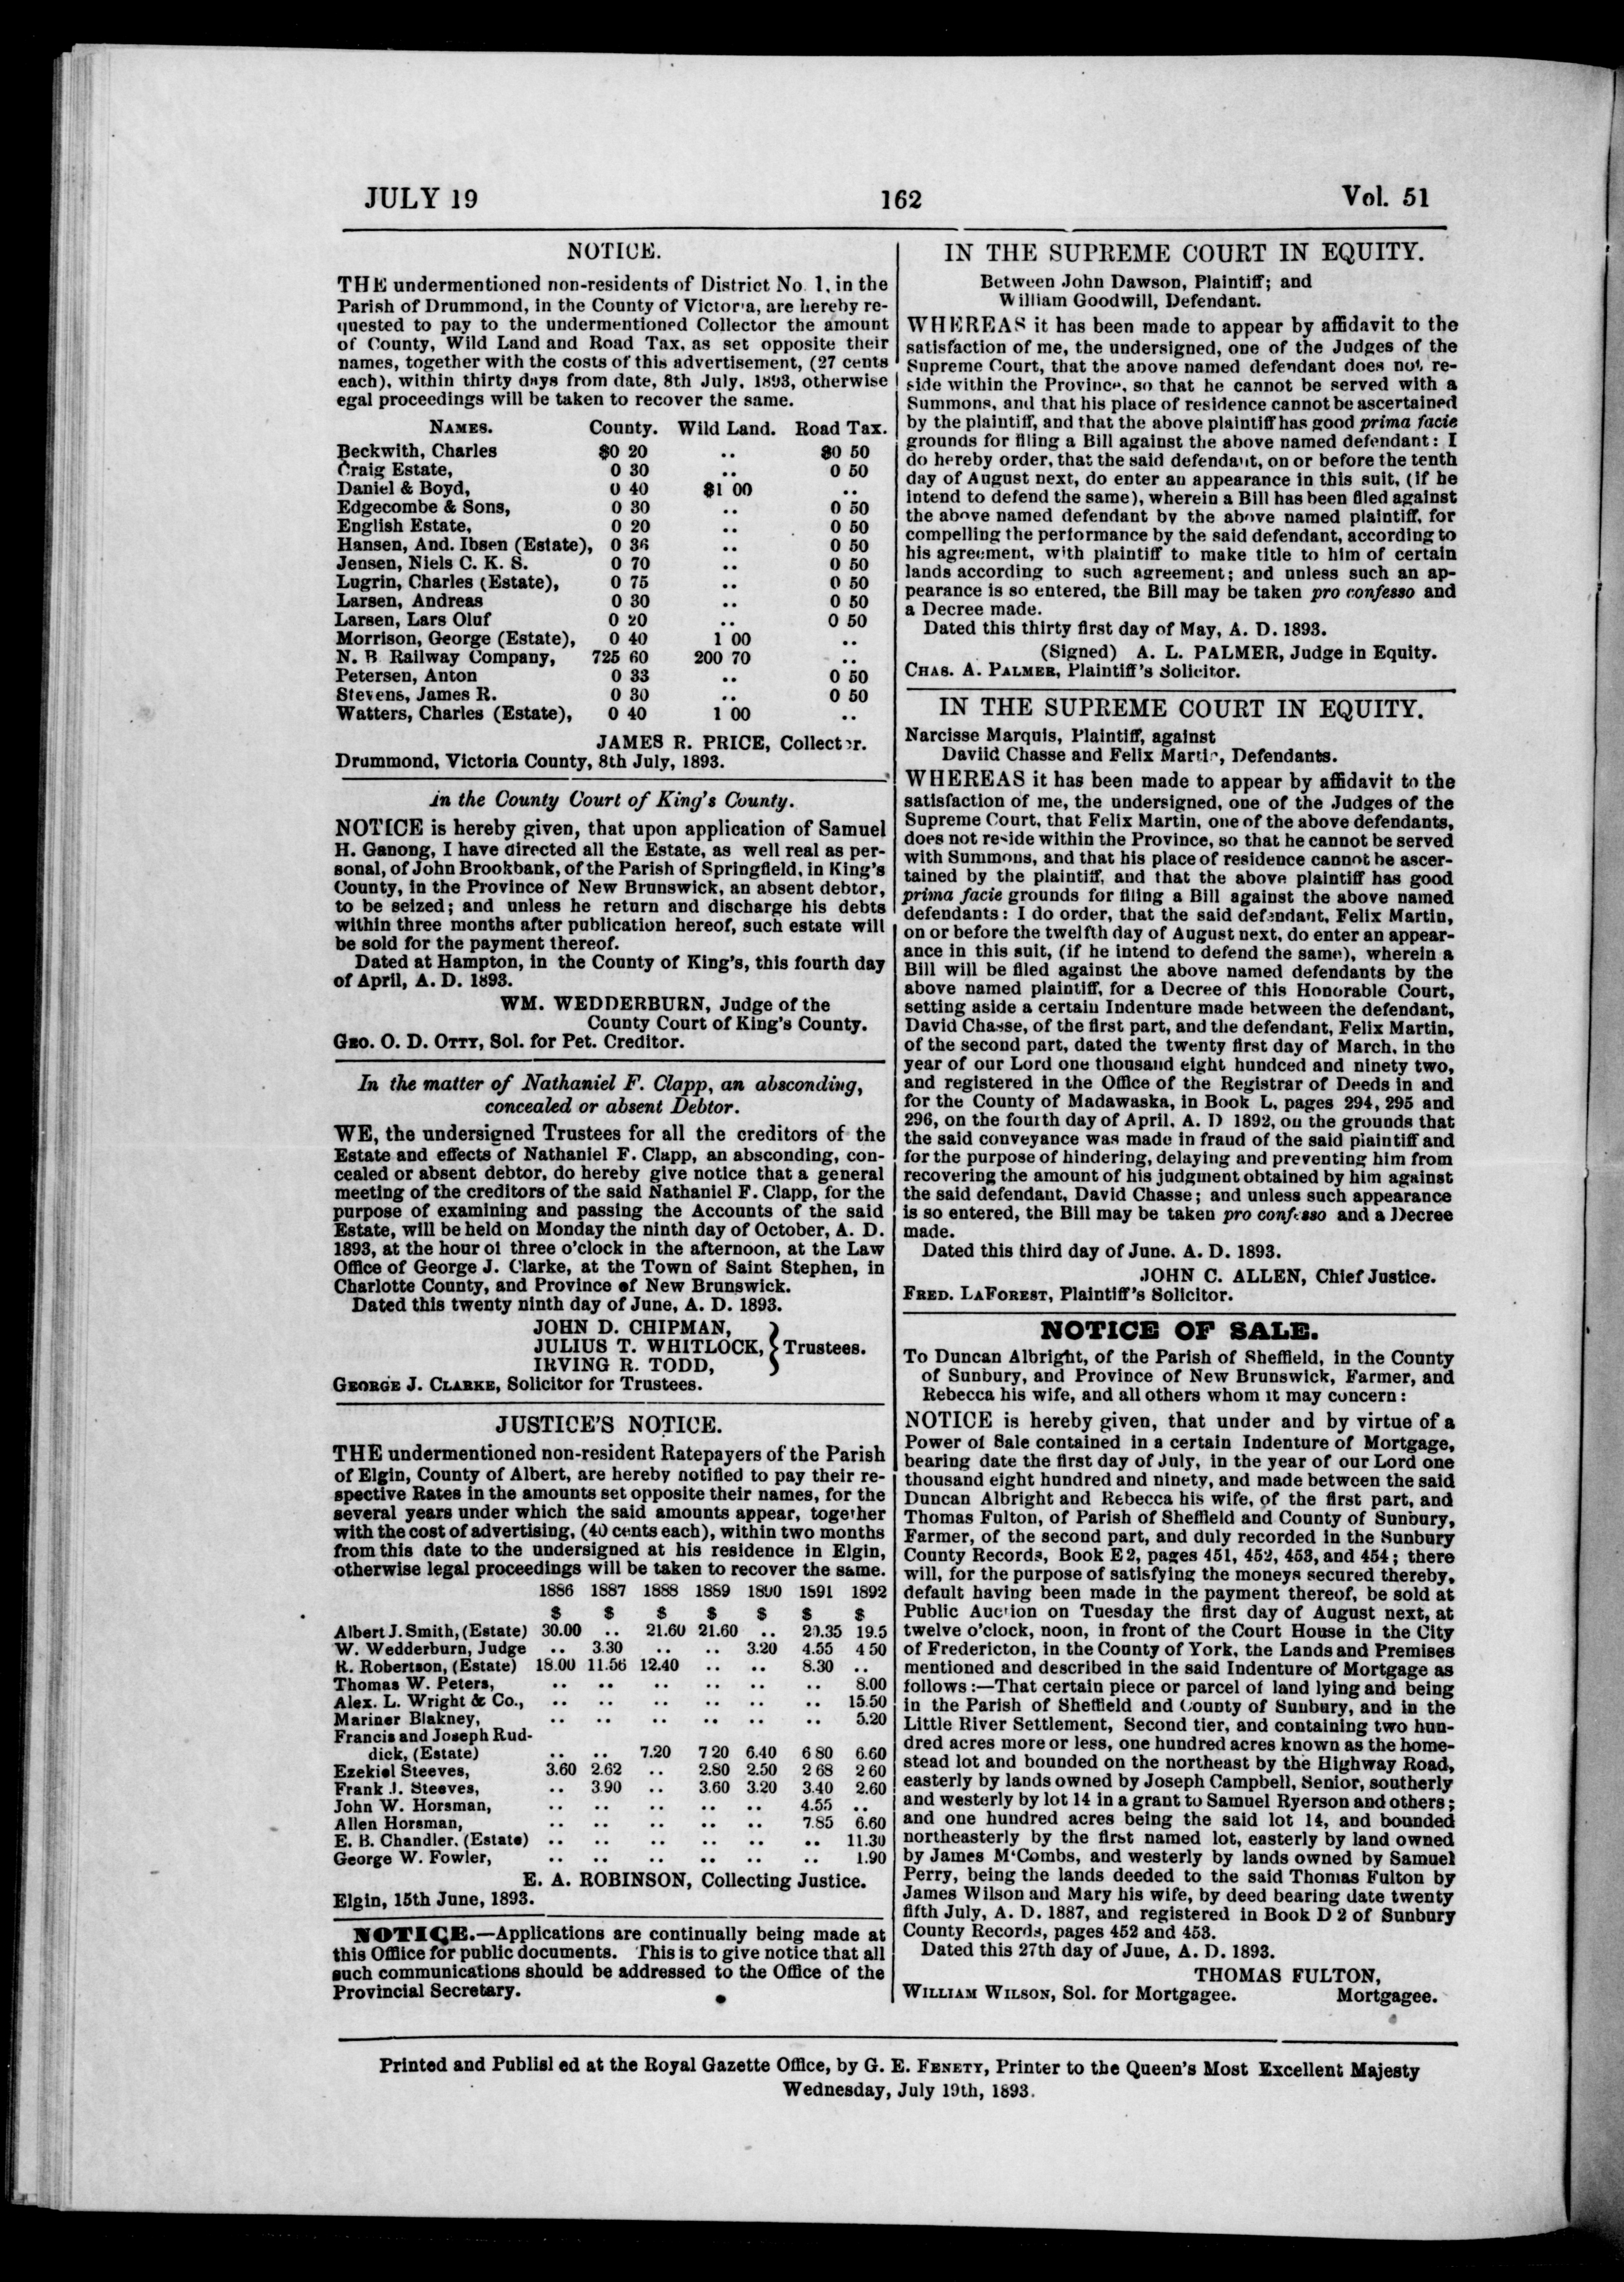 JULY 19 162 Vol. 51
NOTICE.
THE undermentioned non-residents of District No. 1, in the
Parish of Drummond, in the County of Victoria, are hereby re-
quested to pay to the undermentioned Collector the amount
of County, Wild Land and Road Tax, as set opposite their
names, together with the costs of this advertisement, (27 cents
each), within thirty days from date, 8th July, 1893, otherwise
egal proceedings will be taken to recover the same.
NAMES. County. Wild Land. Road Tax.
Beckwith, Charles $0 20 .. $0 50
Craig Estate, 0 30 .. 0 50
Daniel & Boyd, 0 40 $1 00 ..
Edgecombe & Sons, 0 30 .. 0 50
English Estate, 0 20 .. 0 50
Hansen, And. Ibsen (Estate), 0 36 .. 0 50
Jensen, Niels C. K. S. 0 70 .. 0 50
Lugrin, Charles (Estate), 0 75 .. 0 50
Larsen, Andreas 0 30 .. 0 50
Larsen, Lars Oluf 0 20 .. 0 50
Morrison, George (Estate), 0 40 1 00 ..
N. B Railway Company, 725 60 200 70 ..
Petersen, Anton 0 33 .. 0 50
Stevens, James R. 0 30 .. 0 50
Watters, Charles (Estate), 0 40 1 00 ..
JAMES R. PRICE, Collector.
Drummond, Victoria County, 8th July, 1893.
In the County Court of King's County.
NOTICE is hereby given, that upon application of Samuel
H. Ganong, I have directed all the Estate, as well real as per-
sonal, of John Brookbank, of the Parish of Springfield, in King's
County, in the Province of New Brunswick, an absent debtor,
to be seized; and unless he return and discharge his debts
within three months after publication hereof, such estate will
be sold for the payment thereof.
Dated at Hampton, in the County of King's, this fourth day
of April, A. D. 1893.
WM. WEDDERBURN, Judge of the
County Court of King's County.
GEO. O. D. OTTY, Sol. for Pet. Creditor.
In the matter of Nathaniel F. Clapp, an absconding,
concealed or absent Debtor.
WE, the undersigned Trustees for all the creditors of the
Estate and effects of Nathaniel F. Clapp, an absconding, con-
cealed or absent debtor, do hereby give notice that a general
meeting of the creditors of the said Nathaniel F. Clapp, for the
purpose of examining and passing the Accounts of the said
Estate, will be held on Monday the ninth day of October, A. D.
1893, at the hour of three o'clock in the afternoon, at the Law
Office of George J. Clarke, at the Town of Saint Stephen, in
Charlotte County, and Province of New Brunswick.
Dated this twenty ninth day of June, A. D. 1893.
JOHN D. CHIPMAN,
JULIUS T. WHITLOCK, } Trustees.
IRVING R. TODD,
GEORGE J. CLARKE, Solicitor for Trustees.
JUSTICE'S NOTICE.
THE undermentioned non-resident Ratepayers of the Parish
of Elgin, County of Albert, are hereby notified to pay their re-
spective Rates in the amounts set opposite their names, for the
several years under which the said amounts appear, together
with the cost of advertising, (40 cents each), within two months
from this date to the undersigned at his residence in Elgin,
otherwise legal proceedings will be taken to recover the same.
1886 1887 1888 1889 1890 1891 1892
$ $ $ $ $ $ $
Albert J. Smith, (Estate) 30.00 .. 21.60 21.60 .. 20.35 19.5
W. Wedderburn, Judge .. 3.30 .. .. 3.20 4.55 4 50
R. Robertson, (Estate) 18.00 11.56 12.40 .. .. 8.30 ..
Thomas W. Peters, .. .. .. .. .. .. 8.00
Alex. L. Wright & Co., .. .. .. .. .. .. 15.50
Mariner Blakney, .. .. .. .. .. .. 5.20
Francis and Joseph Rud-
dick, (Estate) .. .. 7.20 7 20 6.40 6 80 6.60
Ezekiel Steeves, 3.60 2.62 .. 2.80 2.50 2 68 2 60
Frank J. Steeves, .. 3.90 .. 3.60 3.20 3.40 2.60
John W. Horsman, .. .. .. .. .. 4.55 ..
Allen Horsman, .. .. .. .. .. 7.85 6.60
E. B. Chandler, (Estate) .. .. .. .. .. .. 11.30
George W. Fowler, .. .. .. .. .. .. 1.90
E. A. ROBINSON, Collecting Justice.
Elgin, 15th June, 1893.
NOTICE.—Applications are continually being made at
this Office for public documents. This is to give notice that all
such communications should be addressed to the Office of the
Provincial Secretary.
IN THE SUPREME COURT IN EQUITY.
Between John Dawson, Plaintiff; and
William Goodwill, Defendant.
WHEREAS it has been made to appear by affidavit to the
satisfaction of me, the undersigned, one of the Judges of the
Supreme Court, that the above named defendant does not re-
side within the Province, so that he cannot be served with a
Summons, and that his place of residence cannot be ascertained
by the plaintiff, and that the above plaintiff has good prima facie
grounds for filing a Bill against the above named defendant: I
do hereby order, that the said defendant, on or before the tenth
day of August next, do enter an appearance in this suit, (if he
intend to defend the same), wherein a Bill has been filed against
the above named defendant by the above named plaintiff, for
compelling the performance by the said defendant, according to
his agreement, with plaintiff to make title to him of certain
lands according to such agreement; and unless such an ap-
pearance is so entered, the Bill may be taken pro confesso and
a Decree made.
Dated this thirty first day of May, A. D. 1893.
(Signed) A. L. PALMER, Judge in Equity.
CHAS. A. PALMER, Plaintiff's Solicitor.
IN THE SUPREME COURT IN EQUITY.
Narcisse Marquis, Plaintiff, against
Daviid Chasse and Felix Martin, Defendants.
WHEREAS it has been made to appear by affidavit to the
satisfaction of me, the undersigned, one of the Judges of the
Supreme Court, that Felix Martin, one of the above defendants,
does not reside within the Province, so that he cannot be served
with Summons, and that his place of residence cannot be ascer-
tained by the plaintiff, and that the above plaintiff has good
prima facie grounds for filing a Bill against the above named
defendants: I do order, that the said defendant, Felix Martin,
on or before the twelfth day of August next, do enter an appear-
ance in this suit, (if he intend to defend the same), wherein a
Bill will be filed against the above named defendants by the
above named plaintiff, for a Decree of this Honorable Court,
setting aside a certain Indenture made between the defendant,
David Chasse, of the first part, and the defendant, Felix Martin,
of the second part, dated the twenty first day of March, in the
year of our Lord one thousand eight hundced and ninety two,
and registered in the Office of the Registrar of Deeds in and
for the County of Madawaska, in Book L, pages 294, 295 and
296, on the fourth day of April, A. D 1892, on the grounds that
the said conveyance was made in fraud of the said plaintiff and
for the purpose of hindering, delaying and preventing him from
recovering the amount of his judgment obtained by him against
the said defendant, David Chasse; and unless such appearance
is so entered, the Bill may be taken pro confesso and a Decree
made.
Dated this third day of June. A. D. 1893.
JOHN C. ALLEN, Chief Justice.
FRED. LAFOREST, Plaintiff's Solicitor.
NOTICE OF SALE.
To Duncan Albright, of the Parish of Sheffield, in the County
of Sunbury, and Province of New Brunswick, Farmer, and
Rebecca his wife, and all others whom it may concern:
NOTICE is hereby given, that under and by virtue of a
Power of Sale contained in a certain Indenture of Mortgage,
bearing date the first day of July, in the year of our Lord one
thousand eight hundred and ninety, and made between the said
Duncan Albright and Rebecca his wife, of the first part, and
Thomas Fulton, of Parish of Sheffield and County of Sunbury,
Farmer, of the second part, and duly recorded in the Sunbury
County Records, Book E 2, pages 451, 452, 453, and 454; there
will, for the purpose of satisfying the moneys secured thereby,
default having been made in the payment thereof, be sold at
Public Auction on Tuesday the first day of August next, at
twelve o'clock, noon, in front of the Court House in the City
of Fredericton, in the County of York, the Lands and Premises
mentioned and described in the said Indenture of Mortgage as
follows:—That certain piece or parcel of land lying and being
in the Parish of Sheffield and County of Sunbury, and in the
Little River Settlement, Second tier, and containing two hun-
dred acres more or less, one hundred acres known as the home-
stead lot and bounded on the northeast by the Highway Road,
easterly by lands owned by Joseph Campbell, Senior, southerly
and westerly by lot 14 in a grant to Samuel Ryerson and others;
and one hundred acres being the said lot 14, and bounded
northeasterly by the first named lot, easterly by land owned
by James M'Combs, and westerly by lands owned by Samuel
Perry, being the lands deeded to the said Thomas Fulton by
James Wilson and Mary his wife, by deed bearing date twenty
fifth July, A. D. 1887, and registered in Book D 2 of Sunbury
County Records, pages 452 and 453.
Dated this 27th day of June, A. D. 1893.
THOMAS FULTON,
WILLIAM WILSON, Sol. for Mortgagee. Mortgagee.
Printed and Published at the Royal Gazette Office, by G. E. FENETY, Printer to the Queen's Most Excellent Majesty
Wednesday, July 19th, 1893.